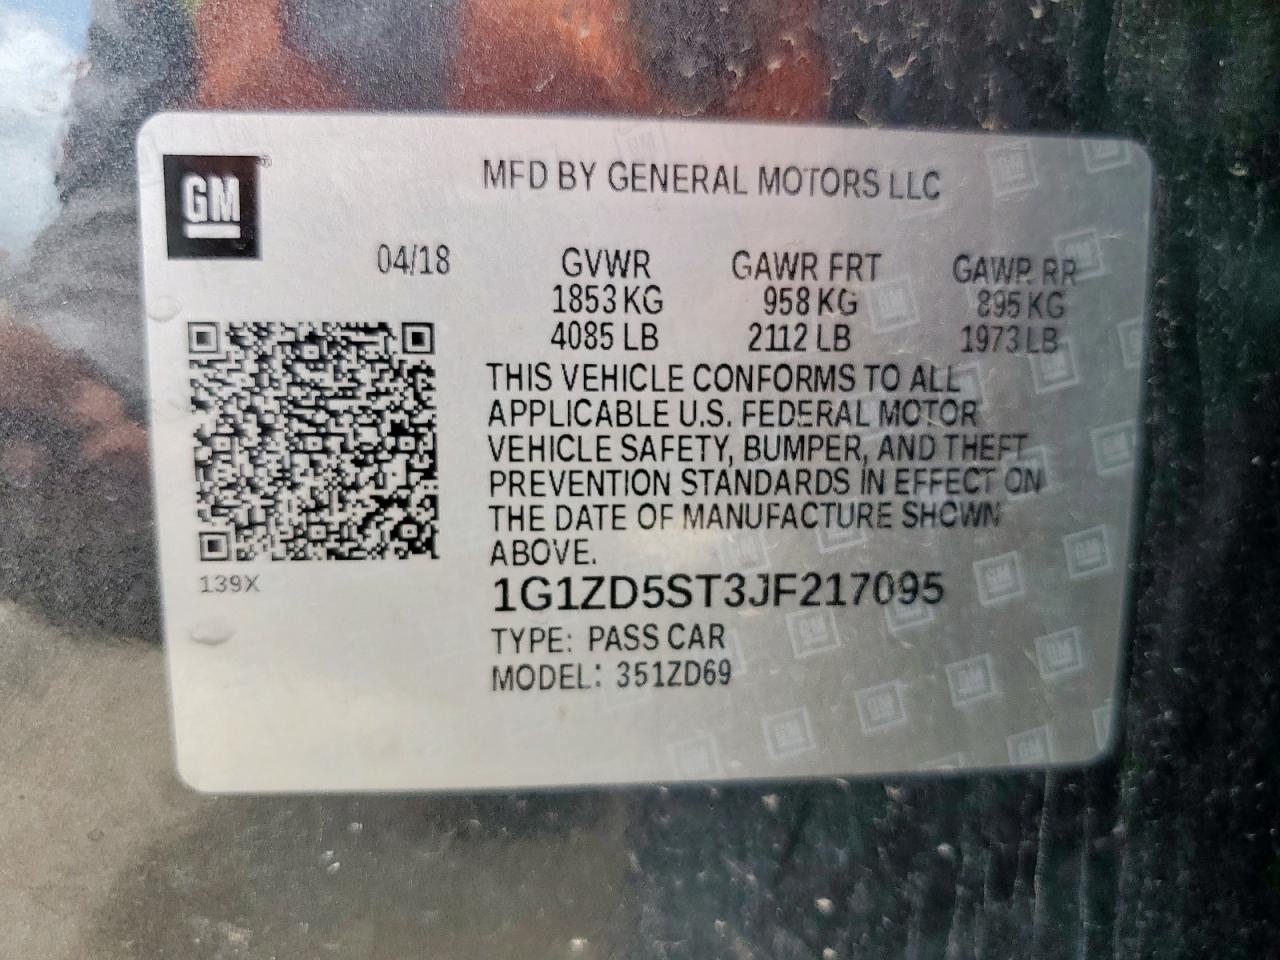 GM
MFD BY GENERAL MOTORS LLC
04/18 GVWR GAWR FRT GAWR RR
1853 KG 958 KG 895 KG
4085 LB 2112 LB 1973 LB
THIS VEHICLE CONFORMS TO ALL
APPLICABLE U.S. FEDERAL MOTOR
VEHICLE SAFETY, BUMPER, AND THEFT
PREVENTION STANDARDS IN EFFECT ON
THE DATE OF MANUFACTURE SHOWN
ABOVE.
139X
1G1ZD5ST3JF217095
TYPE: PASS CAR
MODEL: 351ZD69